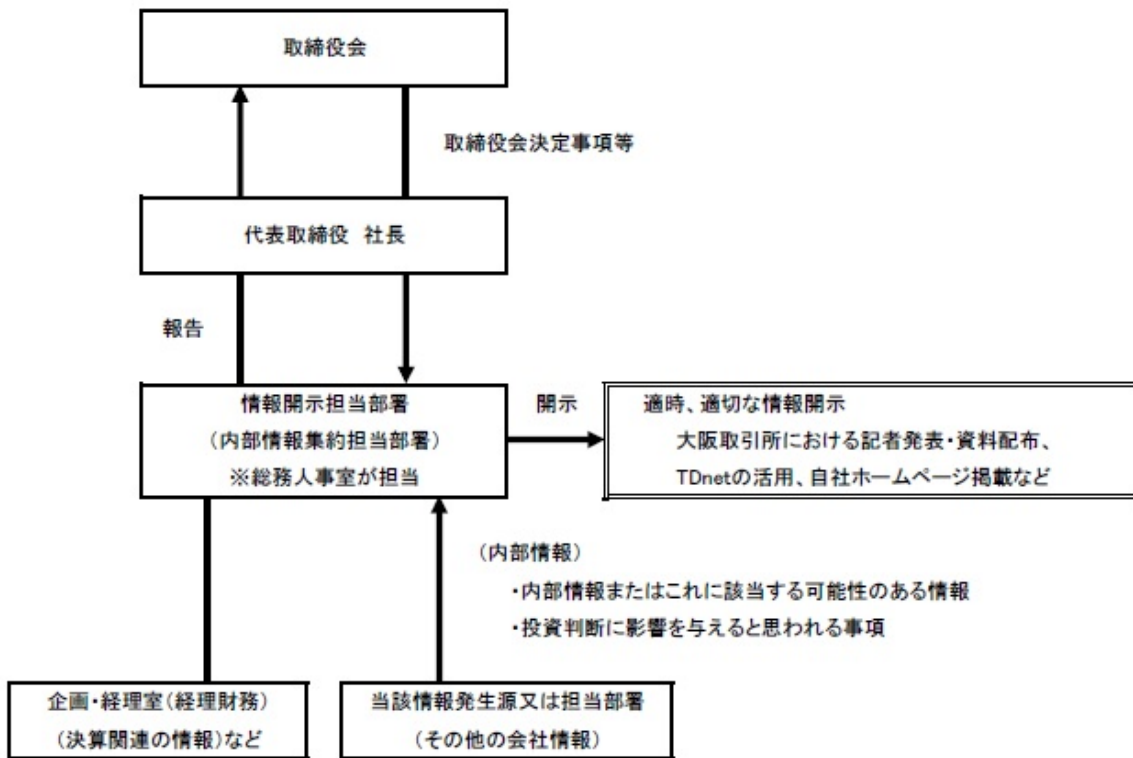 取締役会
取締役会決定事項等
代表取締役　社長
報告
情報開示担当部署
（内部情報集約担当部署）
※総務人事室が担当
開示
適時、適切な情報開示
大阪取引所における記者発表・資料配布、
TDnetの活用、自社ホームページ掲載など
（内部情報）
・内部情報またはこれに該当する可能性のある情報
・投資判断に影響を与えると思われる事項
企画・経理室（経理財務）
（決算関連の情報）など
当該情報発生源又は担当部署
（その他の会社情報）